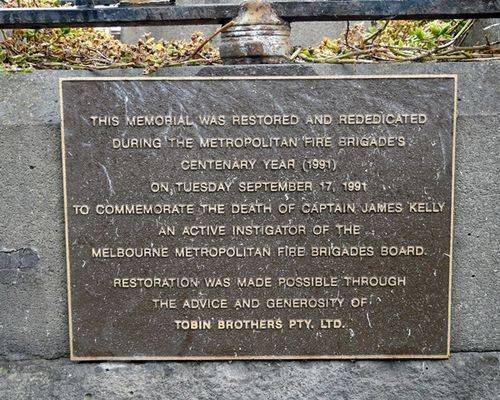 THIS MEMORIAL WAS RESTORED AND REDEDICATED
DURING THE METROPOLITAN FIRE BRIGADE'S
CENTENARY YEAR (1991)
ON TUESDAY SEPTEMBER 17, 1991
TO COMMEMORATE THE DEATH OF CAPTAIN JAMES KELLY
AN ACTIVE INSTIGATOR OF THE
MELBOURNE METROPOLITAN FIRE BRIGADES BOARD.
RESTORATION WAS MADE POSSIBLE THROUGH
THE ADVICE AND GENEROSITY OF
TOBIN BROTHERS PTY. LTD.